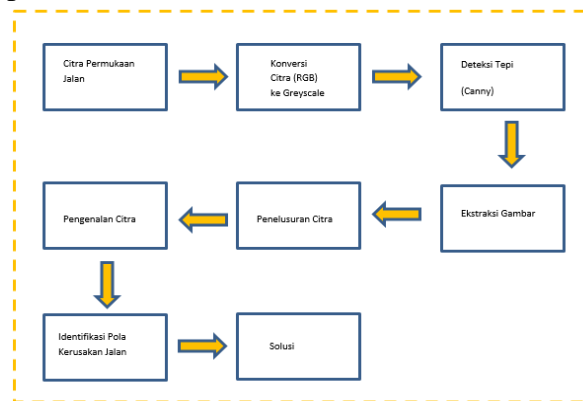 Citra Permukaan
Jalan
Konversi
Citra (RGB)
ke Greyscale
Deteksi Tepi
(Canny)
Ekstraksi Gambar
Penelusuran Citra
Pengenalan Citra
Identifikasi Pola
Kerusakan Jalan
Solusi